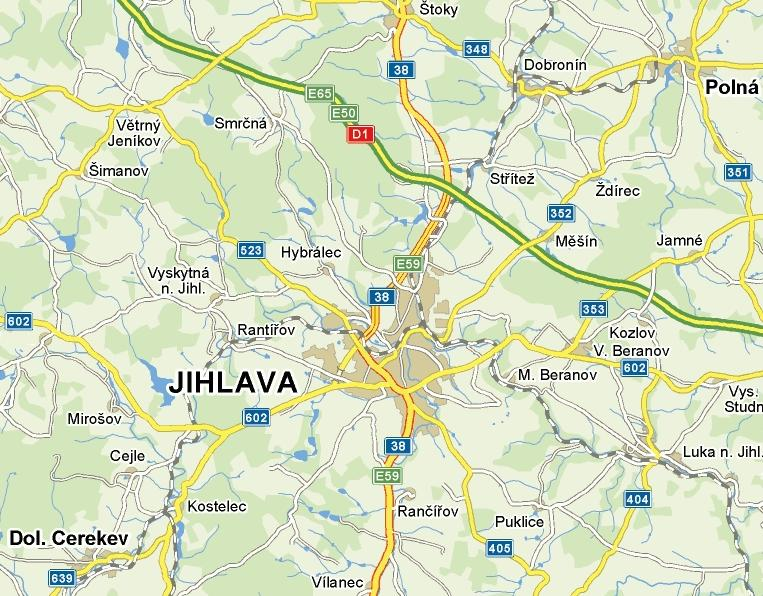 Štoky
348
38
Dobronín
Polná
E65
E50
D1
Větrný
Jeníkov
Smrčná
Šimanov
Střítež
351
Ždírec
352
Měšín
Jamné
523
Hybrálec
E59
Vyskytná
n. Jihl.
38
353
602
Rantířov
Kozlov
V. Beranov
602
M. Beranov
JIHLAVA
Vys.
Studn
Mirošov
602
38
Cejle
Luka n. Jihl.
E59
404
Kostelec
Rančířov
Puklice
Dol. Cerekev
405
639
Vílanec